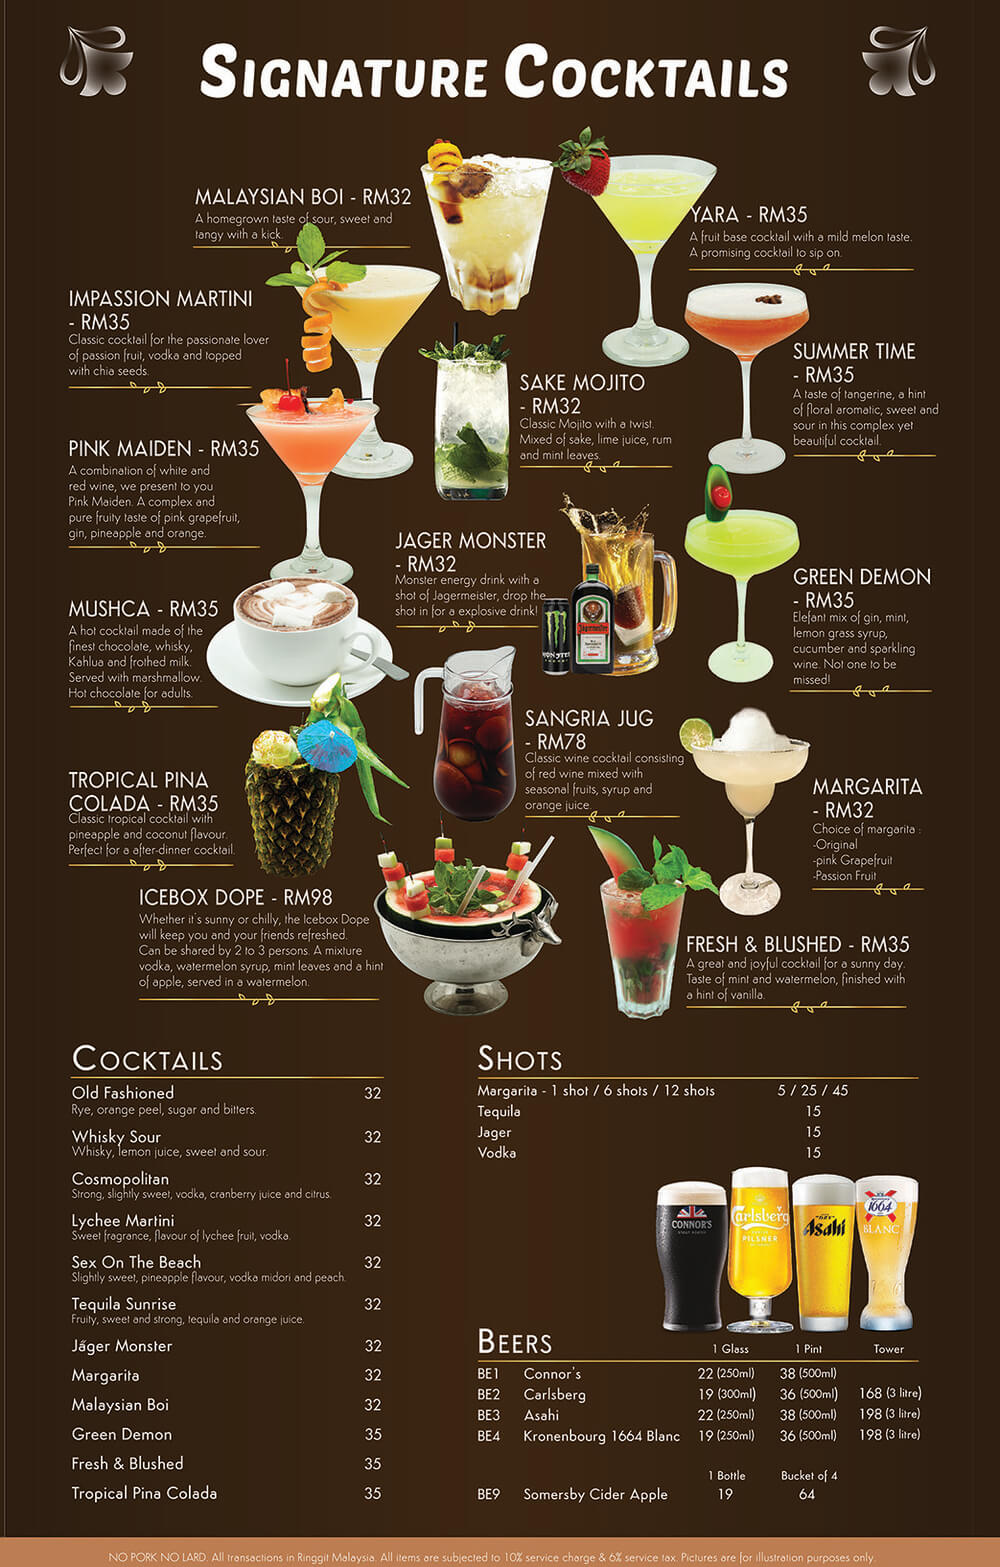 SIGNATURE COCKTAILS
MALAYSIAN BOI - RM32
A homegrown taste of sour, sweet and
tangy with a kick.
YARA - RM35
A fruit base cocktail with a mild melon taste.
A promising cocktail to sip on.
IMPASSION MARTINI
- RM35
Classic cocktail for the passionate lover
of passion fruit, vodka and topped
with chia seeds.
SAKE MOJITO
- RM32
Classic Mojito with a twist.
Mixed of sake, lime juice, rum
and mint leaves.
SUMMER TIME
- RM35
A taste of tangerine, a hint
of floral aromatic, sweet and
sour in this complex yet
beautiful cocktail.
PINK MAIDEN - RM35
A combination of white and
red wine, we present to you
Pink Maiden. A complex and
pure fruity taste of pink grapefruit,
gin, pineapple and orange.
JAGER MONSTER
- RM32
Monster energy drink with a
shot of Jagermeister, drop the
shot in for a explosive drink!
MONSTER
Jägermeister
GREEN DEMON
- RM35
Elefant mix of gin, mint,
lemon grass syrup,
cucumber and sparkling
wine. Not one to be
missed!
MUSHCA - RM35
A hot cocktail made of the
finest chocolate, whisky,
Kahlua and frothed milk.
Served with marshmallow.
Hot chocolate for adults.
SANGRIA JUG
- RM78
Classic wine cocktail consisting
of red wine mixed with
seasonal fruits, syrup and
orange juice.
TROPICAL PINA
COLADA - RM35
Classic tropical cocktail with
pineapple and coconut flavour.
Perfect for a after-dinner cocktail.
MARGARITA
- RM32
Choice of margarita :
-Original
-pink Grapefruit
-Passion Fruit
ICEBOX DOPE - RM98
Whether it's sunny or chilly, the Icebox Dope
will keep you and your friends refreshed.
Can be shared by 2 to 3 persons. A mixture
vodka, watermelon syrup, mint leaves and a hint
of apple, served in a watermelon.
FRESH & BLUSHED - RM35
A great and joyful cocktail for a sunny day.
Taste of mint and watermelon, finished with
a hint of vanilla.
COCKTAILS
Old Fashioned 32
Rye, orange peel, sugar and bitters.
Whisky Sour 32
Whisky, lemon juice, sweet and sour.
Cosmopolitan 32
Strong, slightly sweet, vodka, cranberry juice and citrus.
Lychee Martini 32
Sweet fragrance, flavour of lychee fruit, vodka.
Sex On The Beach 32
Slightly sweet, pineapple flavour, vodka midori and peach.
Tequila Sunrise 32
Fruity, sweet and strong, tequila and orange juice.
Jäger Monster 32
Margarita 32
Malaysian Boi 32
Green Demon 35
Fresh & Blushed 35
Tropical Pina Colada 35
SHOTS
Margarita - 1 shot / 6 shots / 12 shots 5 / 25 / 45
Tequila 15
Jager 15
Vodka 15
CONNOR'S
STOUT PORTER
Carlsberg
PILSNER
Asahi
1664
BLANC
BEERS
1 Glass 1 Pint Tower
BE1 Connor's 22 (250ml) 38 (500ml)
BE2 Carlsberg 19 (300ml) 36 (500ml) 168 (3 litre)
BE3 Asahi 22 (250ml) 38 (500ml) 198 (3 litre)
BE4 Kronenbourg 1664 Blanc 19 (250ml) 36 (500ml) 198 (3 litre)
1 Bottle Bucket of 4
BE9 Somersby Cider Apple 19 64
NO PORK NO LARD. All transactions in Ringgit Malaysia. All items are subjected to 10% service charge & 6% service tax. Pictures are for illustration purposes only.